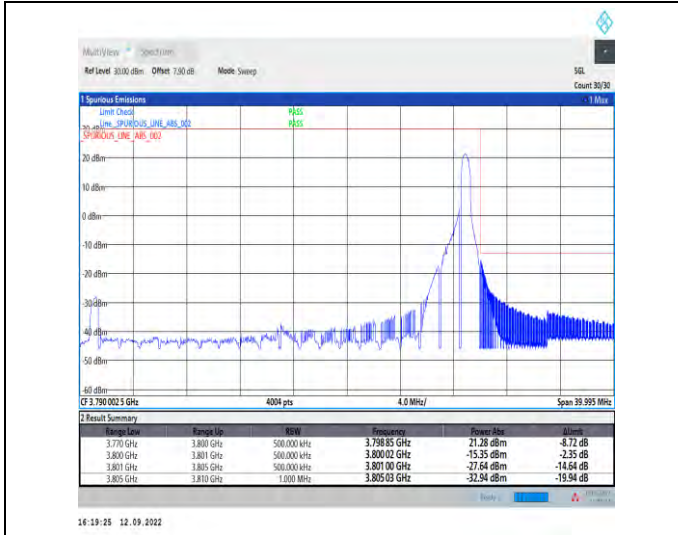 MultiView Spectrum
Ref Level 30.00 dBm Offset 7.90 dB Mode Sweep SGL
Count 30/30
1 Spurious Emissions 1 Max
Limit Check PASS
30 dBm Line _SPURIOUS_LINE_ABS_002 PASS
_SPURIOUS_LINE_ABS_002
20 dBm
10 dBm
0 dBm
-10 dBm
-20 dBm
-30 dBm
-40 dBm
-50 dBm
-60 dBm
CF 3.790 002 5 GHz 4004 pts 4.0 MHz/ Span 39.995 MHz
2 Result Summary
Range Low Range Up RBW Frequency Power Abs ΔLimit
3.770 GHz 3.800 GHz 500.000 kHz 3.798 85 GHz 21.28 dBm -8.72 dB
3.800 GHz 3.801 GHz 500.000 kHz 3.800 02 GHz -15.35 dBm -2.35 dB
3.801 GHz 3.805 GHz 500.000 kHz 3.801 00 GHz -27.64 dBm -14.64 dB
3.805 GHz 3.810 GHz 1.000 MHz 3.805 03 GHz -32.94 dBm -19.94 dB
16:19:25 12.09.2022